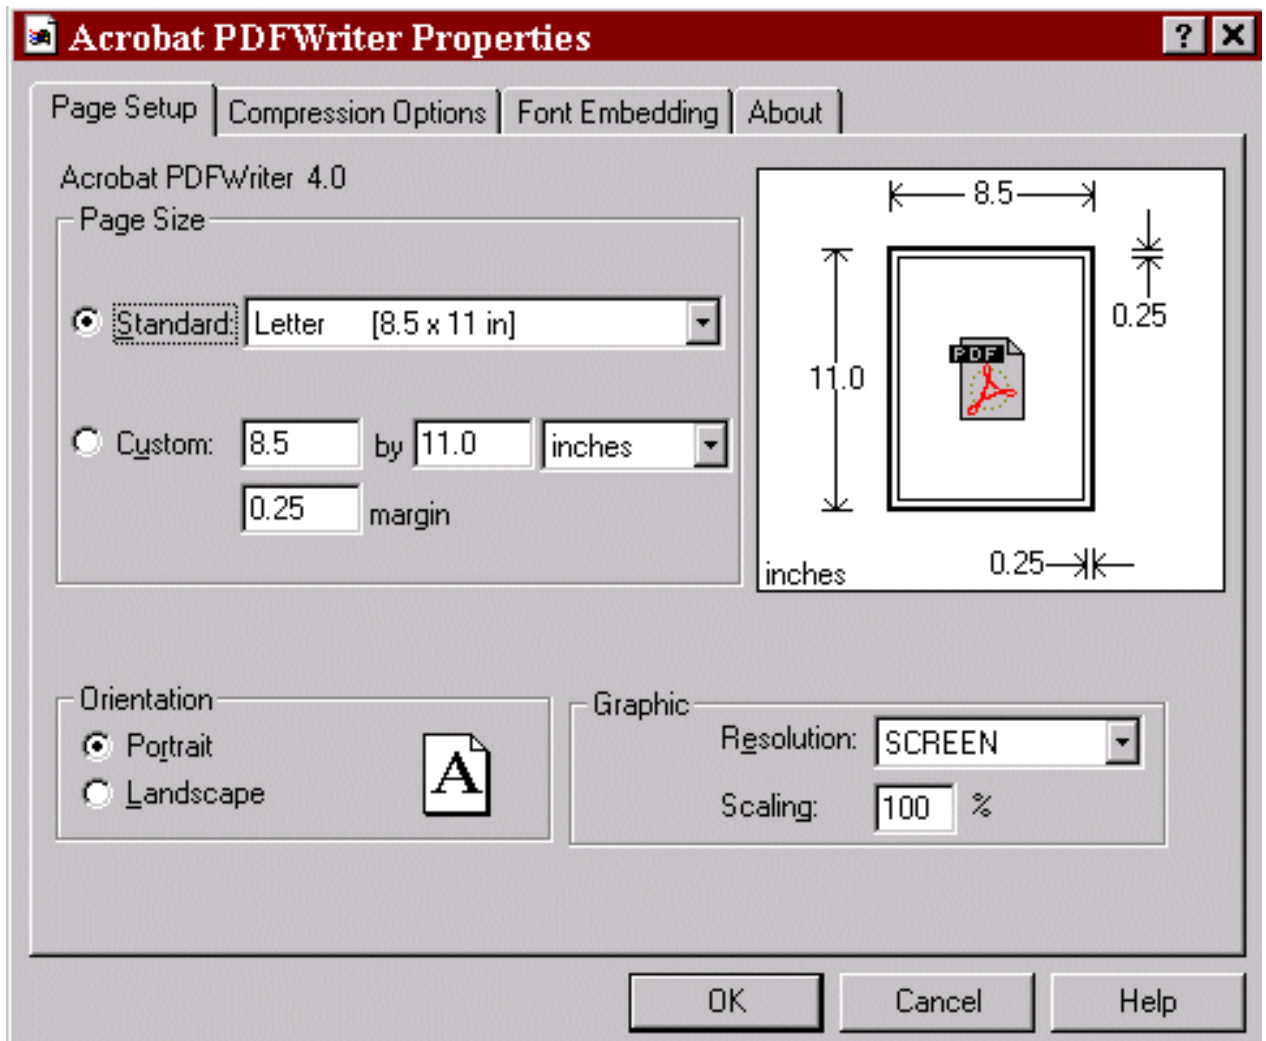 Acrobat PDFWriter Properties ?
Page Setup Compression Options Font Embedding About
Acrobat PDFWriter 4.0
Page Size
Standard: Letter [8.5 x 11 in]
Custom: 8.5 by 11.0 inches
0.25 margin
8.5
0.25
11.0
PDF
0.25
inches
Orientation
Portrait
Landscape
A
Graphic
Resolution: SCREEN
Scaling: 100 %
OK Cancel Help